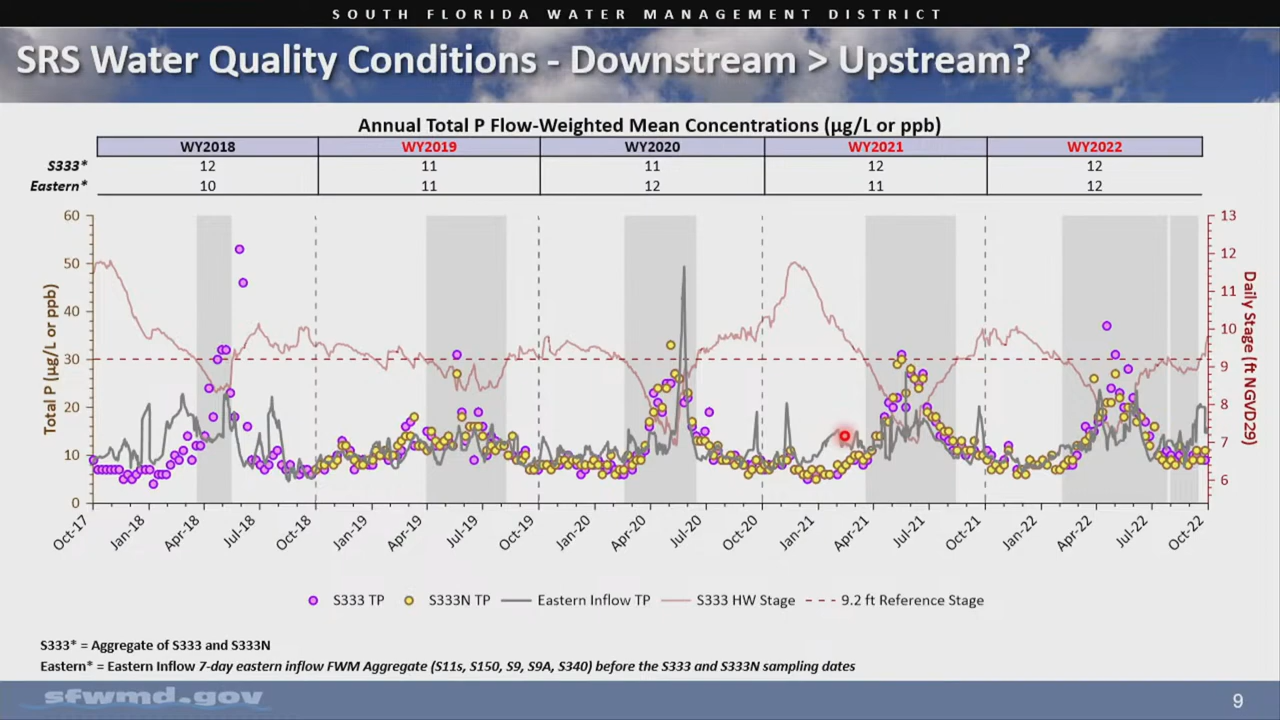 SOUTH FLORIDA WATER MANAGEMENT DISTRICT
SRS Water Quality Conditions - Downstream > Upstream?
Annual Total P Flow-Weighted Mean Concentrations (µg/L or ppb)
WY2018 WY2019 WY2020 WY2021 WY2022
S333* 12 11 11 12 12
Eastern* 10 11 12 11 12
Total P (µg/L or ppb)
60
50
40
30
20
10
0
13
12
11
10
9
8
7
6
Daily Stage (ft NGVD29)
Oct-17 Jan-18 Apr-18 Jul-18 Oct-18 Jan-19 Apr-19 Jul-19 Oct-19 Jan-20 Apr-20 Jul-20 Oct-20 Jan-21 Apr-21 Jul-21 Oct-21 Jan-22 Apr-22 Jul-22 Oct-22
S333 TP S333N TP Eastern Inflow TP S333 HW Stage 9.2 ft Reference Stage
S333* = Aggregate of S333 and S333N
Eastern* = Eastern Inflow 7-day eastern inflow FWM Aggregate (S11s, S150, S9, S9A, S340) before the S333 and S333N sampling dates
sfwmd.gov
9